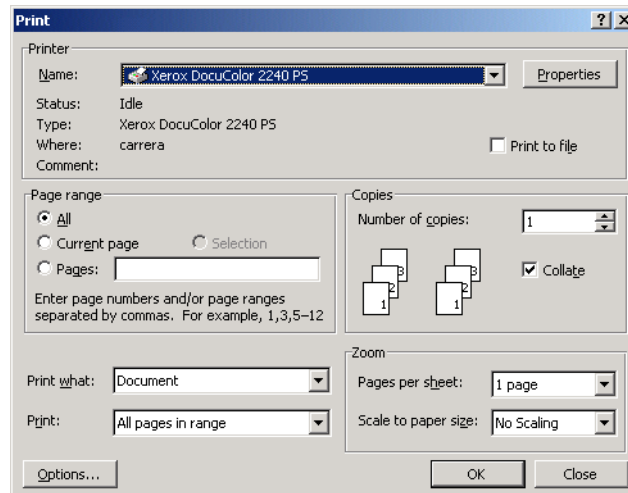 Print
Printer
Name: Xerox DocuColor 2240 PS Properties
Status: Idle
Type: Xerox DocuColor 2240 PS
Where: carrera Print to file
Comment:
Page range
All
Current page Selection
Pages:
Enter page numbers and/or page ranges
separated by commas. For example, 1,3,5–12
Copies
Number of copies: 1
3 3
2 2
1 1
Collate
Print what: Document
Print: All pages in range
Zoom
Pages per sheet: 1 page
Scale to paper size: No Scaling
Options... OK Close